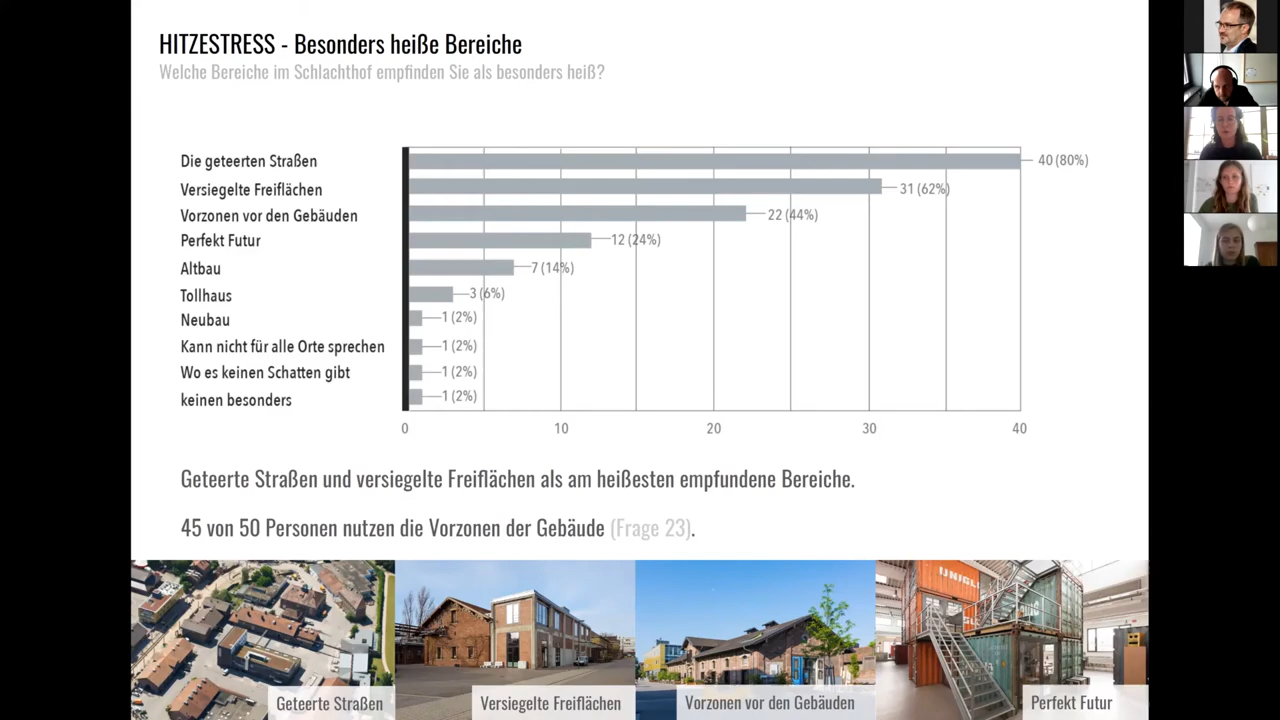 HITZESTRESS - Besonders heiße Bereiche
Welche Bereiche im Schlachthof empfinden Sie als besonders heiß?
Die geteerten Straßen 40 (80%)
Versiegelte Freiflächen 31 (62%)
Vorzonen vor den Gebäuden 22 (44%)
Perfekt Futur 12 (24%)
Altbau 7 (14%)
Tollhaus 3 (6%)
Neubau 1 (2%)
Kann nicht für alle Orte sprechen 1 (2%)
Wo es keinen Schatten gibt 1 (2%)
keinen besonders 1 (2%)
0 10 20 30 40
Geteerte Straßen und versiegelte Freiflächen als am heißesten empfundene Bereiche.
45 von 50 Personen nutzen die Vorzonen der Gebäude (Frage 23).
Geteerte Straßen
Versiegelte Freiflächen
Vorzonen vor den Gebäuden
Perfekt Futur